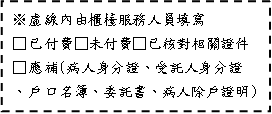 ※虛線內由櫃檯服務人員填寫
□已付費□未付費□已核對相關證件
□應補(病人身分證、受託人身分證
、戶口名簿、委託書、病人除戶證明)